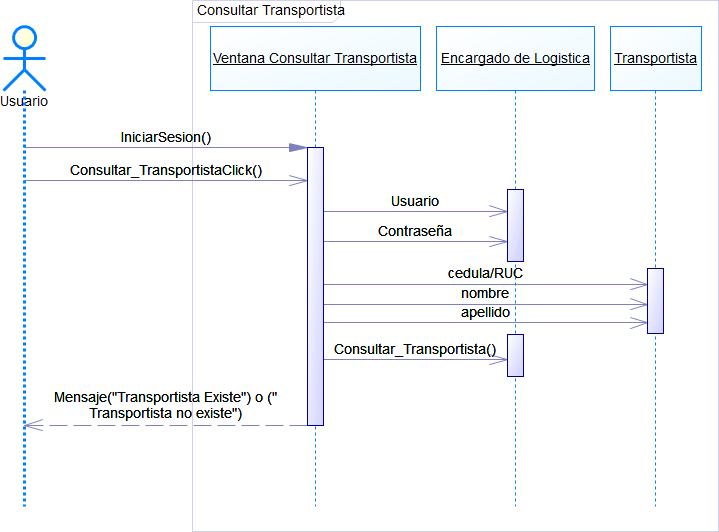 Consultar Transportista
Usuario
Ventana Consultar Transportista
Encargado de Logistica
Transportista
IniciarSesion()
Consultar_TransportistaClick()
Usuario
Contraseña
cedula/RUC
nombre
apellido
Consultar_Transportista()
Mensaje("Transportista Existe") o ("
Transportista no existe")